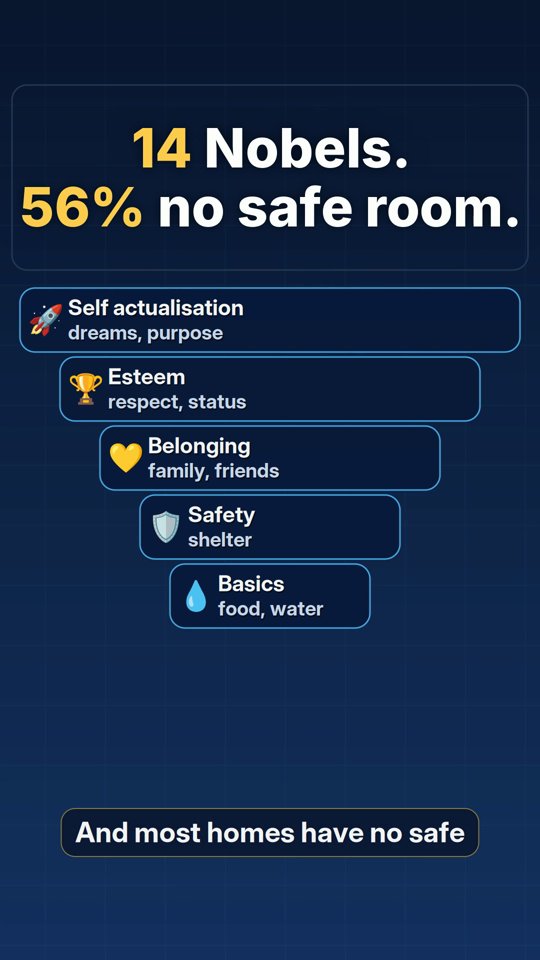 14 Nobels.
56% no safe room.
Self actualisation
dreams, purpose
Esteem
respect, status
Belonging
family, friends
Safety
shelter
Basics
food, water
And most homes have no safe